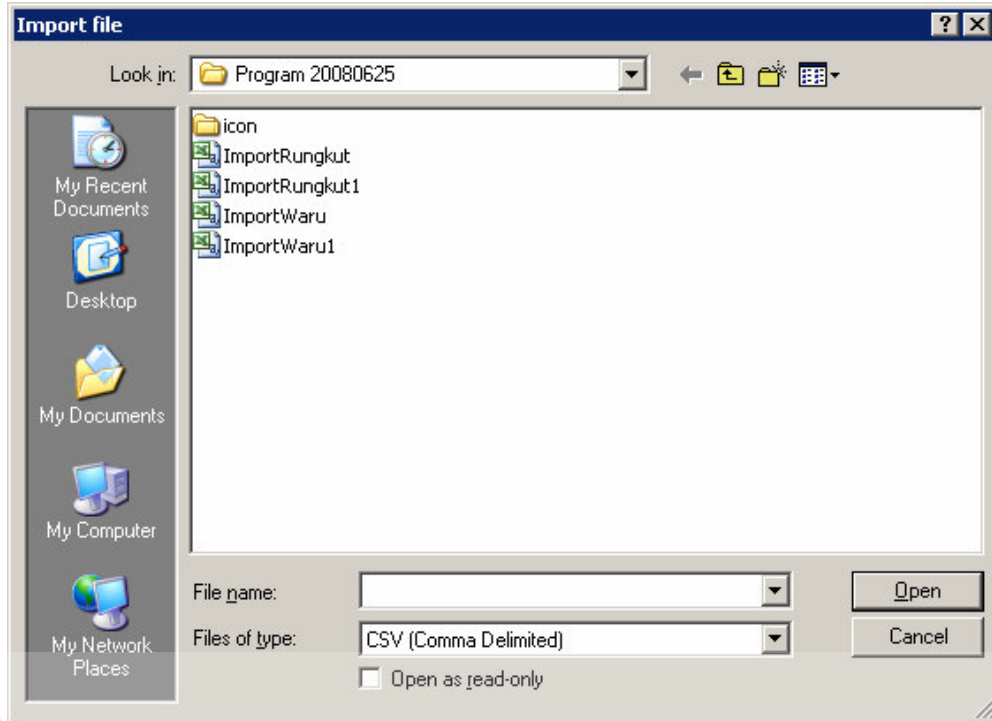 Import file
Look in:
Program 20080625
My Recent
Documents
Desktop
My Documents
My Computer
My Network
Places
icon
ImportRungkut
ImportRungkut1
ImportWaru
ImportWaru1
File name:
Open
Files of type:
CSV (Comma Delimited)
Cancel
Open as read-only